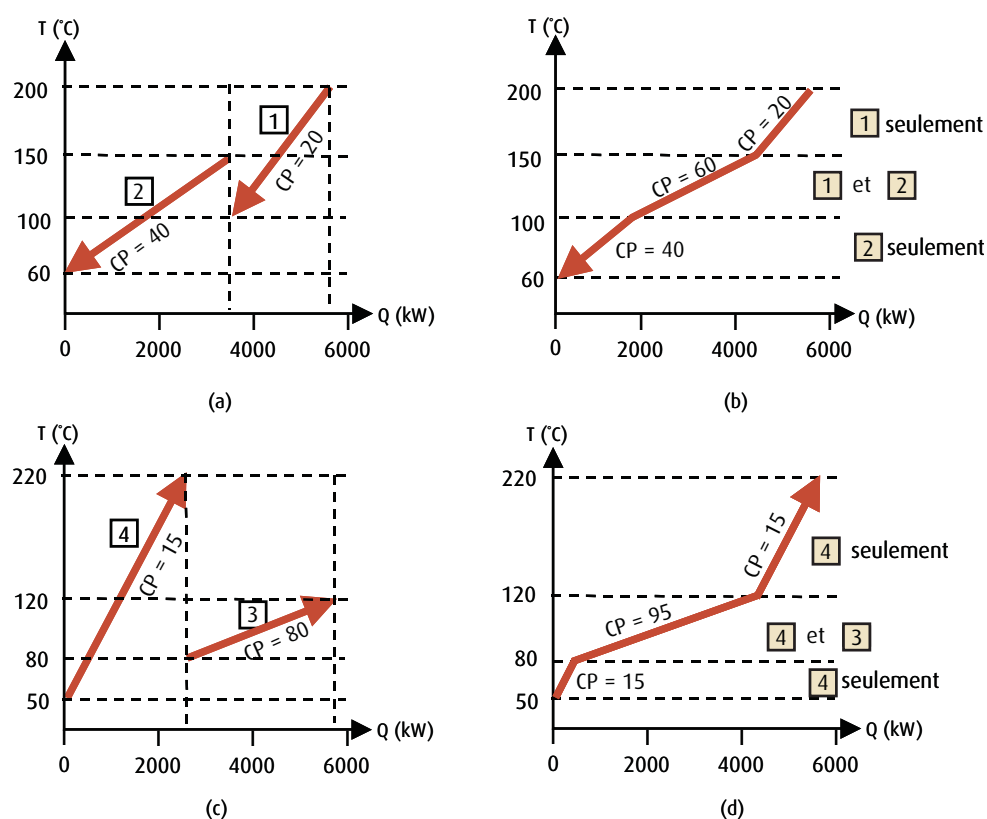 T (°C)
200
150
100
60
1
CP = 20
2
CP = 40
Q (kW)
0 2000 4000 6000
(a)
T (°C)
200
150
100
60
CP = 20
CP = 60
CP = 40
1 seulement
1 et 2
2 seulement
Q (kW)
0 2000 4000 6000
(b)
T (°C)
220
120
80
50
4
CP = 15
3
CP = 80
Q (kW)
0 2000 4000 6000
(c)
T (°C)
220
120
80
50
CP = 15
CP = 95
CP = 15
4 seulement
4 et 3
4 seulement
Q (kW)
0 2000 4000 6000
(d)